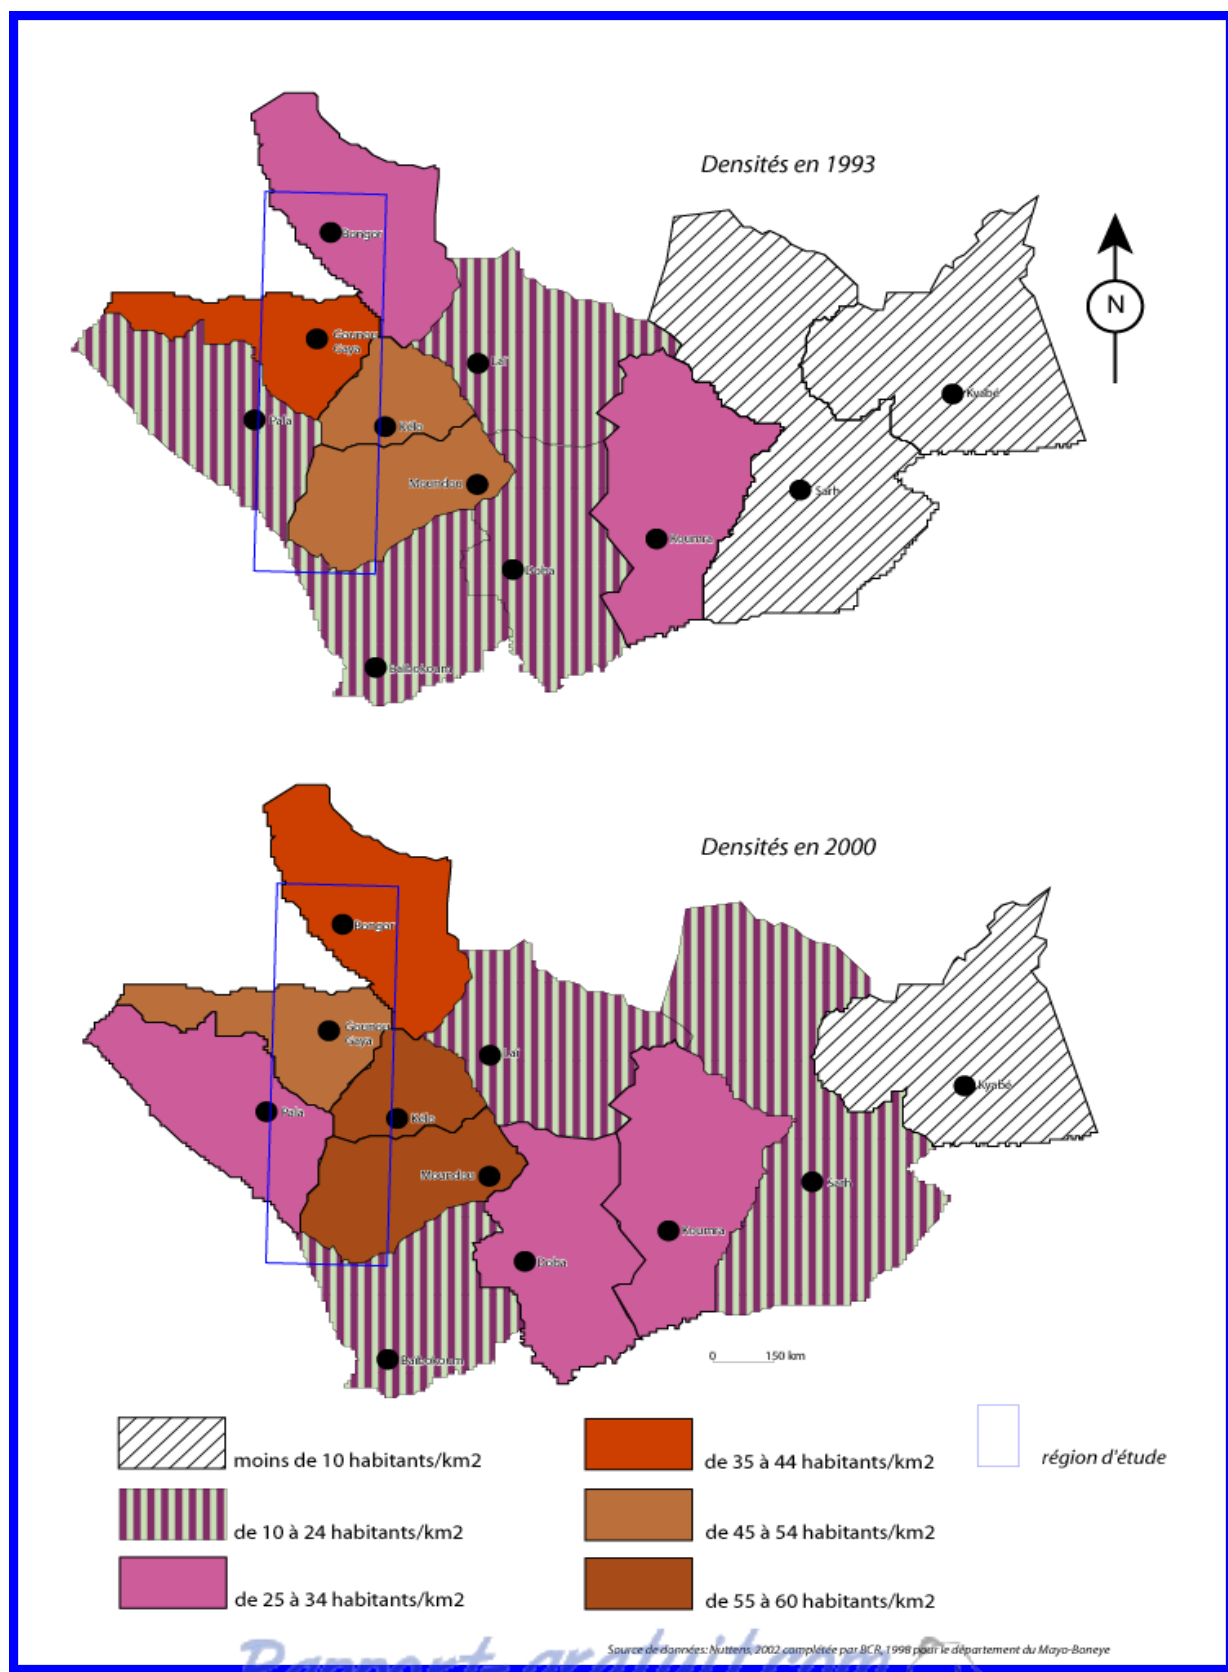 Densités en 1993
N
Bongor
Gounou
Gaya
Laï
Kyabé
Pala
Kélo
Moundou
Sarh
Koumra
Doba
Baïbokoum
Densités en 2000
Bongor
Gounou
Gaya
Laï
Kyabé
Pala
Kélo
Moundou
Sarh
Koumra
Doba
Baïbokoum
0 150 km
moins de 10 habitants/km2
de 10 à 24 habitants/km2
de 25 à 34 habitants/km2
de 35 à 44 habitants/km2
de 45 à 54 habitants/km2
de 55 à 60 habitants/km2
région d'étude
Source de données: Nuttens, 2002 complétée par BCR, 1998 pour le département du Mayo-Boneye
Rapport-gratuit.com